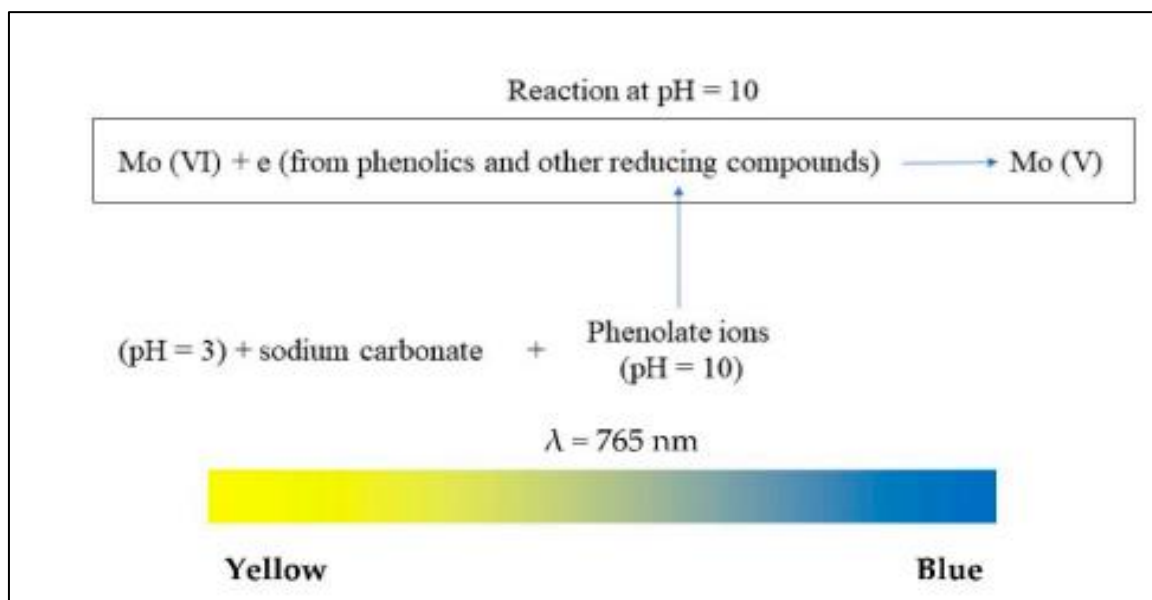 Reaction at pH = 10
Mo (VI) + e (from phenolics and other reducing compounds) Mo (V)
(pH = 3) + sodium carbonate + Phenolate ions
(pH = 10)
λ = 765 nm
Yellow Blue